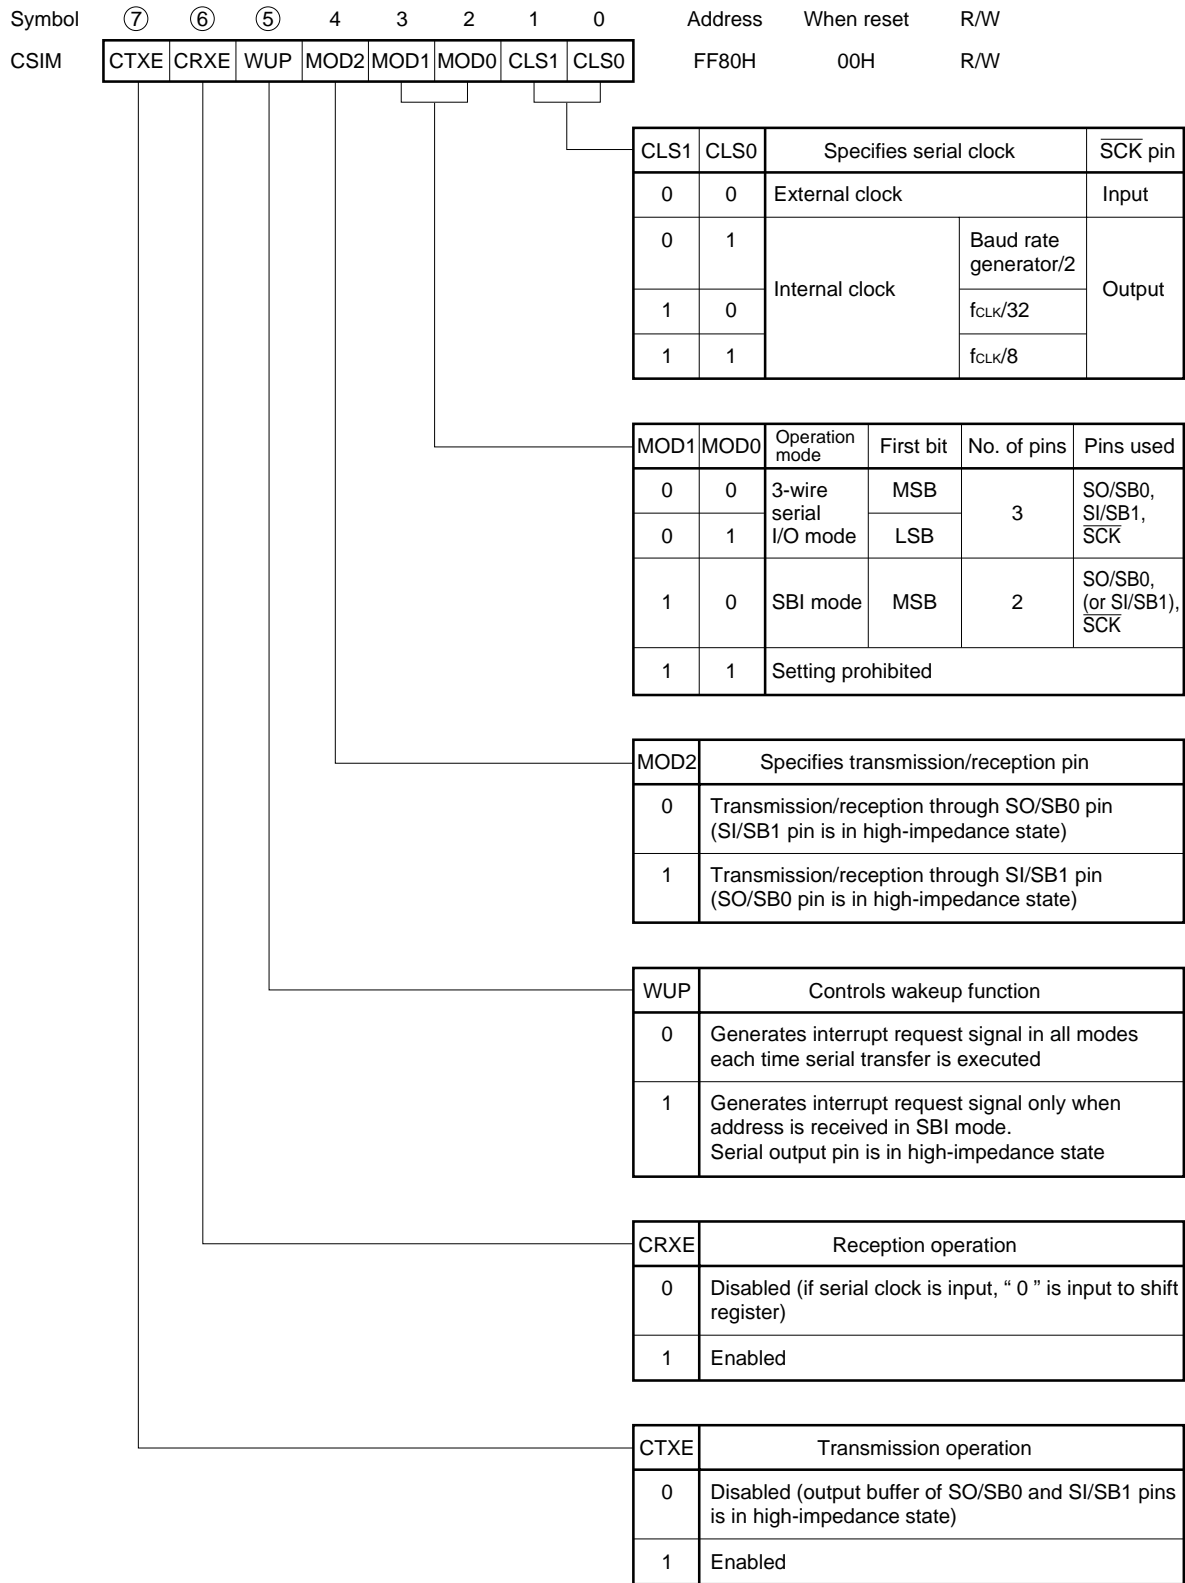 Symbol ⑦ ⑥ ⑤ 4 3 2 1 0 Address When reset R/W
CSIM CTXE CRXE WUP MOD2 MOD1 MOD0 CLS1 CLS0 FF80H 00H R/W
CLS1 CLS0 Specifies serial clock SCK pin
0 0 External clock Input
0 1 Internal clock Baud rate
generator/2 Output
1 0 fCLK/32
1 1 fCLK/8
MOD1 MOD0 Operation
mode First bit No. of pins Pins used
0 0 3-wire
serial
I/O mode MSB 3 SO/SB0,
SI/SB1,
SCK
0 1 LSB
1 0 SBI mode MSB 2 SO/SB0,
(or SI/SB1),
SCK
1 1 Setting prohibited
MOD2 Specifies transmission/reception pin
0 Transmission/reception through SO/SB0 pin
(SI/SB1 pin is in high-impedance state)
1 Transmission/reception through SI/SB1 pin
(SO/SB0 pin is in high-impedance state)
WUP Controls wakeup function
0 Generates interrupt request signal in all modes
each time serial transfer is executed
1 Generates interrupt request signal only when
address is received in SBI mode.
Serial output pin is in high-impedance state
CRXE Reception operation
0 Disabled (if serial clock is input, “ 0 ” is input to shift
register)
1 Enabled
CTXE Transmission operation
0 Disabled (output buffer of SO/SB0 and SI/SB1 pins
is in high-impedance state)
1 Enabled